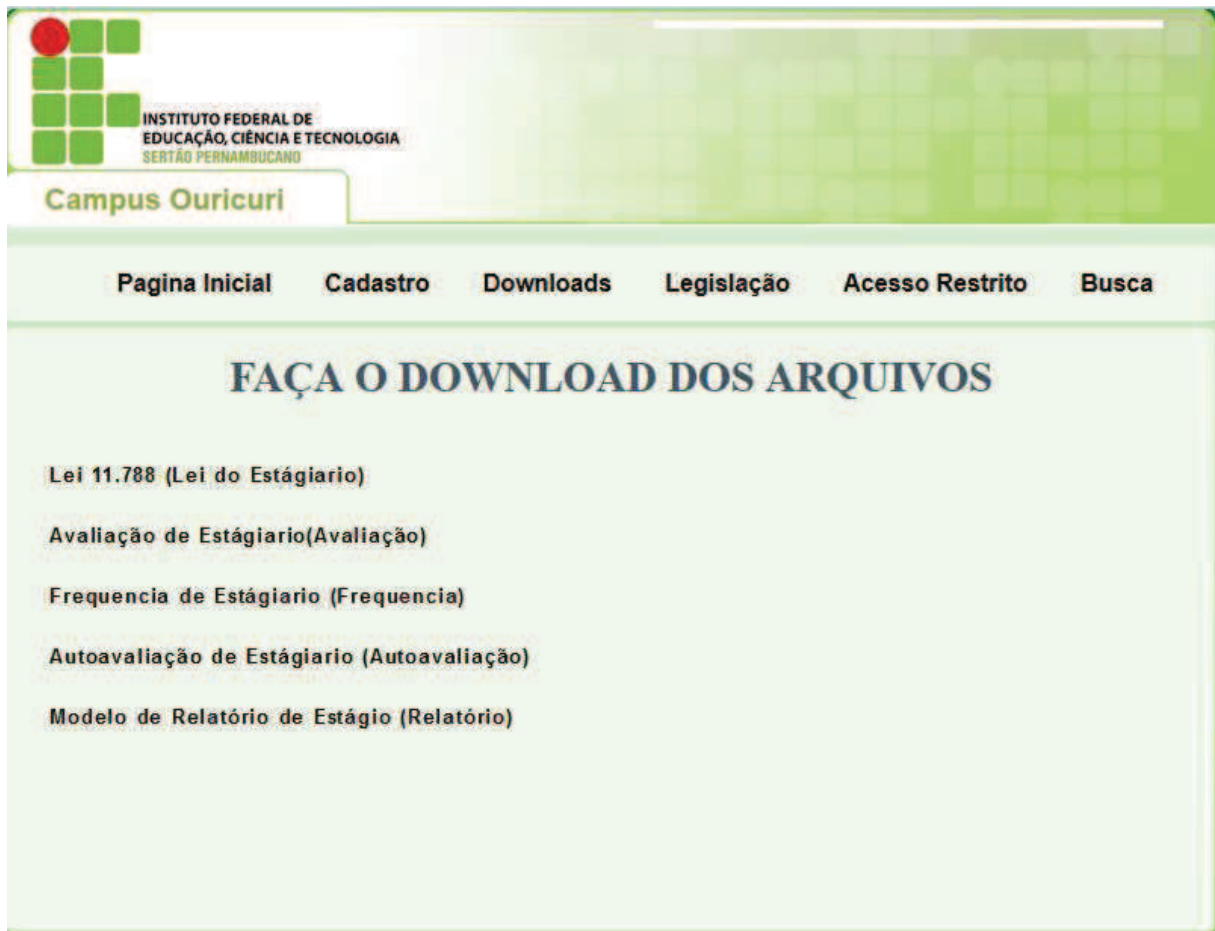 INSTITUTO FEDERAL DE
EDUCAÇÃO, CIÊNCIA E TECNOLOGIA
SERTÃO PERNAMBUCANO
Campus Ouricuri
Pagina Inicial Cadastro Downloads Legislação Acesso Restrito Busca
FAÇA O DOWNLOAD DOS ARQUIVOS
Lei 11.788 (Lei do Estágiario)
Avaliação de Estágiario(Avaliação)
Frequencia de Estágiario (Frequencia)
Autoavaliação de Estágiario (Autoavaliação)
Modelo de Relatório de Estágio (Relatório)